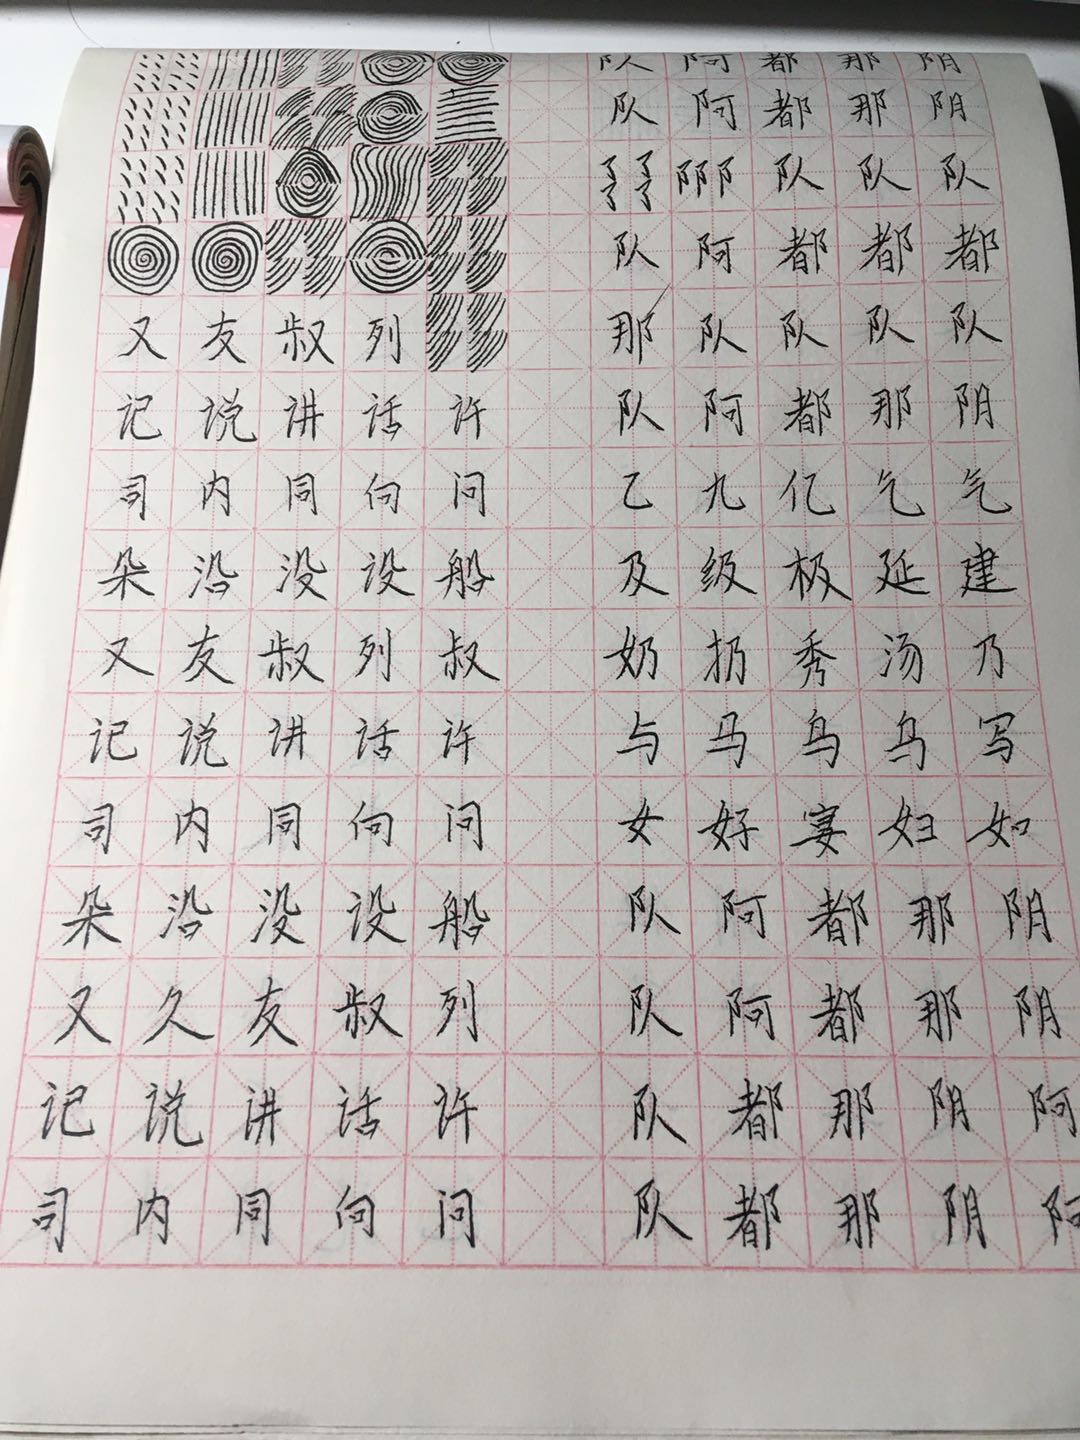 队 阿 都 那 阴
队 阿 都 那 阴
队 队 队
队 阿 都 都 都
又 友 叔 列 那 队 队 队 队
记 说 讲 话 许 队 阿 都 那 阴
司 内 同 向 问 乙 九 亿 气 气
朵 沿 没 设 船 及 级 极 延 建
又 友 叔 列 叔 奶 扔 秀 汤 乃
记 说 讲 话 许 与 马 鸟 乌 写
司 内 同 向 问 女 好 宴 妇 如
朵 沿 没 设 船 队 阿 都 那 阴
又 久 友 叔 列 队 阿 都 那 阴
记 说 讲 话 许 队 都 那 阴 阿
司 内 同 向 问 队 都 那 阴 阿